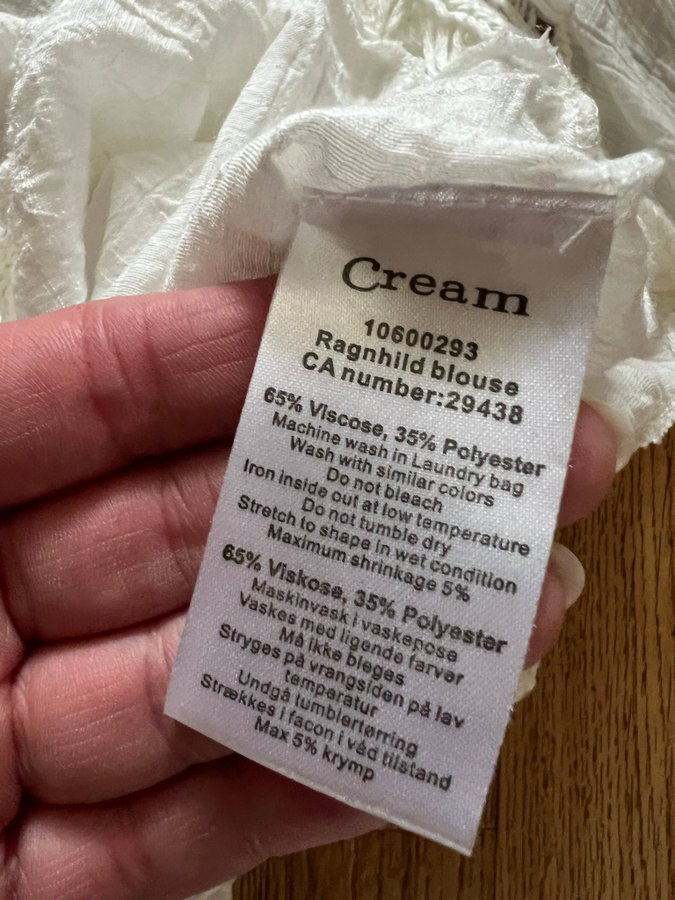 Cream
10600293
Ragnhild blouse
CA number:29438
65% Viscose, 35% Polyester
Machine wash in Laundry bag
Wash with similar colors
Do not bleach
Iron inside out at low temperature
Do not tumble dry
Stretch to shape in wet condition
Maximum shrinkage 5%
65% Viskose, 35% Polyester
Maskinvask i vaskepose
Vaskes med ligende farver
Må ikke bleges
Stryges på vrangsiden på lav
temperatur
Undgå tumblertørring
Strækkes i facon i våd tilstand
Max 5% krymp